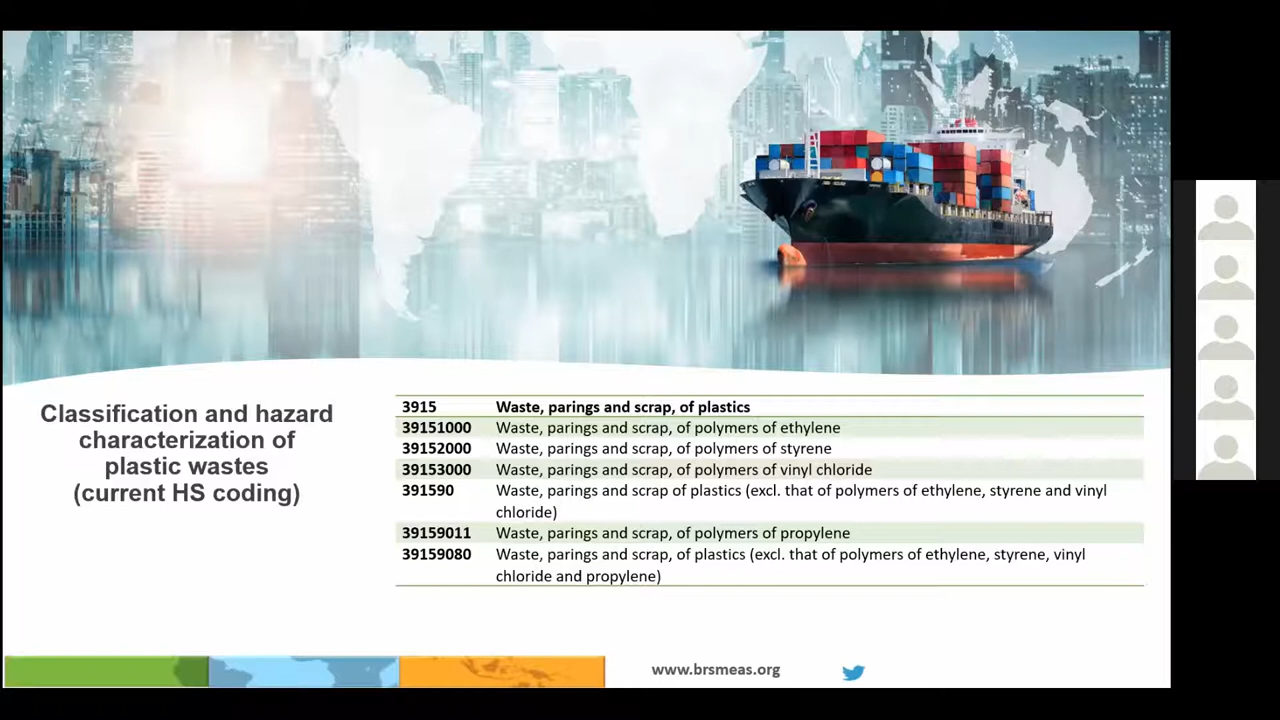 Classification and hazard
characterization of
plastic wastes
(current HS coding)
3915 Waste, parings and scrap, of plastics
39151000 Waste, parings and scrap, of polymers of ethylene
39152000 Waste, parings and scrap, of polymers of styrene
39153000 Waste, parings and scrap, of polymers of vinyl chloride
391590 Waste, parings and scrap of plastics (excl. that of polymers of ethylene, styrene and vinyl
chloride)
39159011 Waste, parings and scrap, of polymers of propylene
39159080 Waste, parings and scrap, of plastics (excl. that of polymers of ethylene, styrene, vinyl
chloride and propylene)
www.brsmeas.org